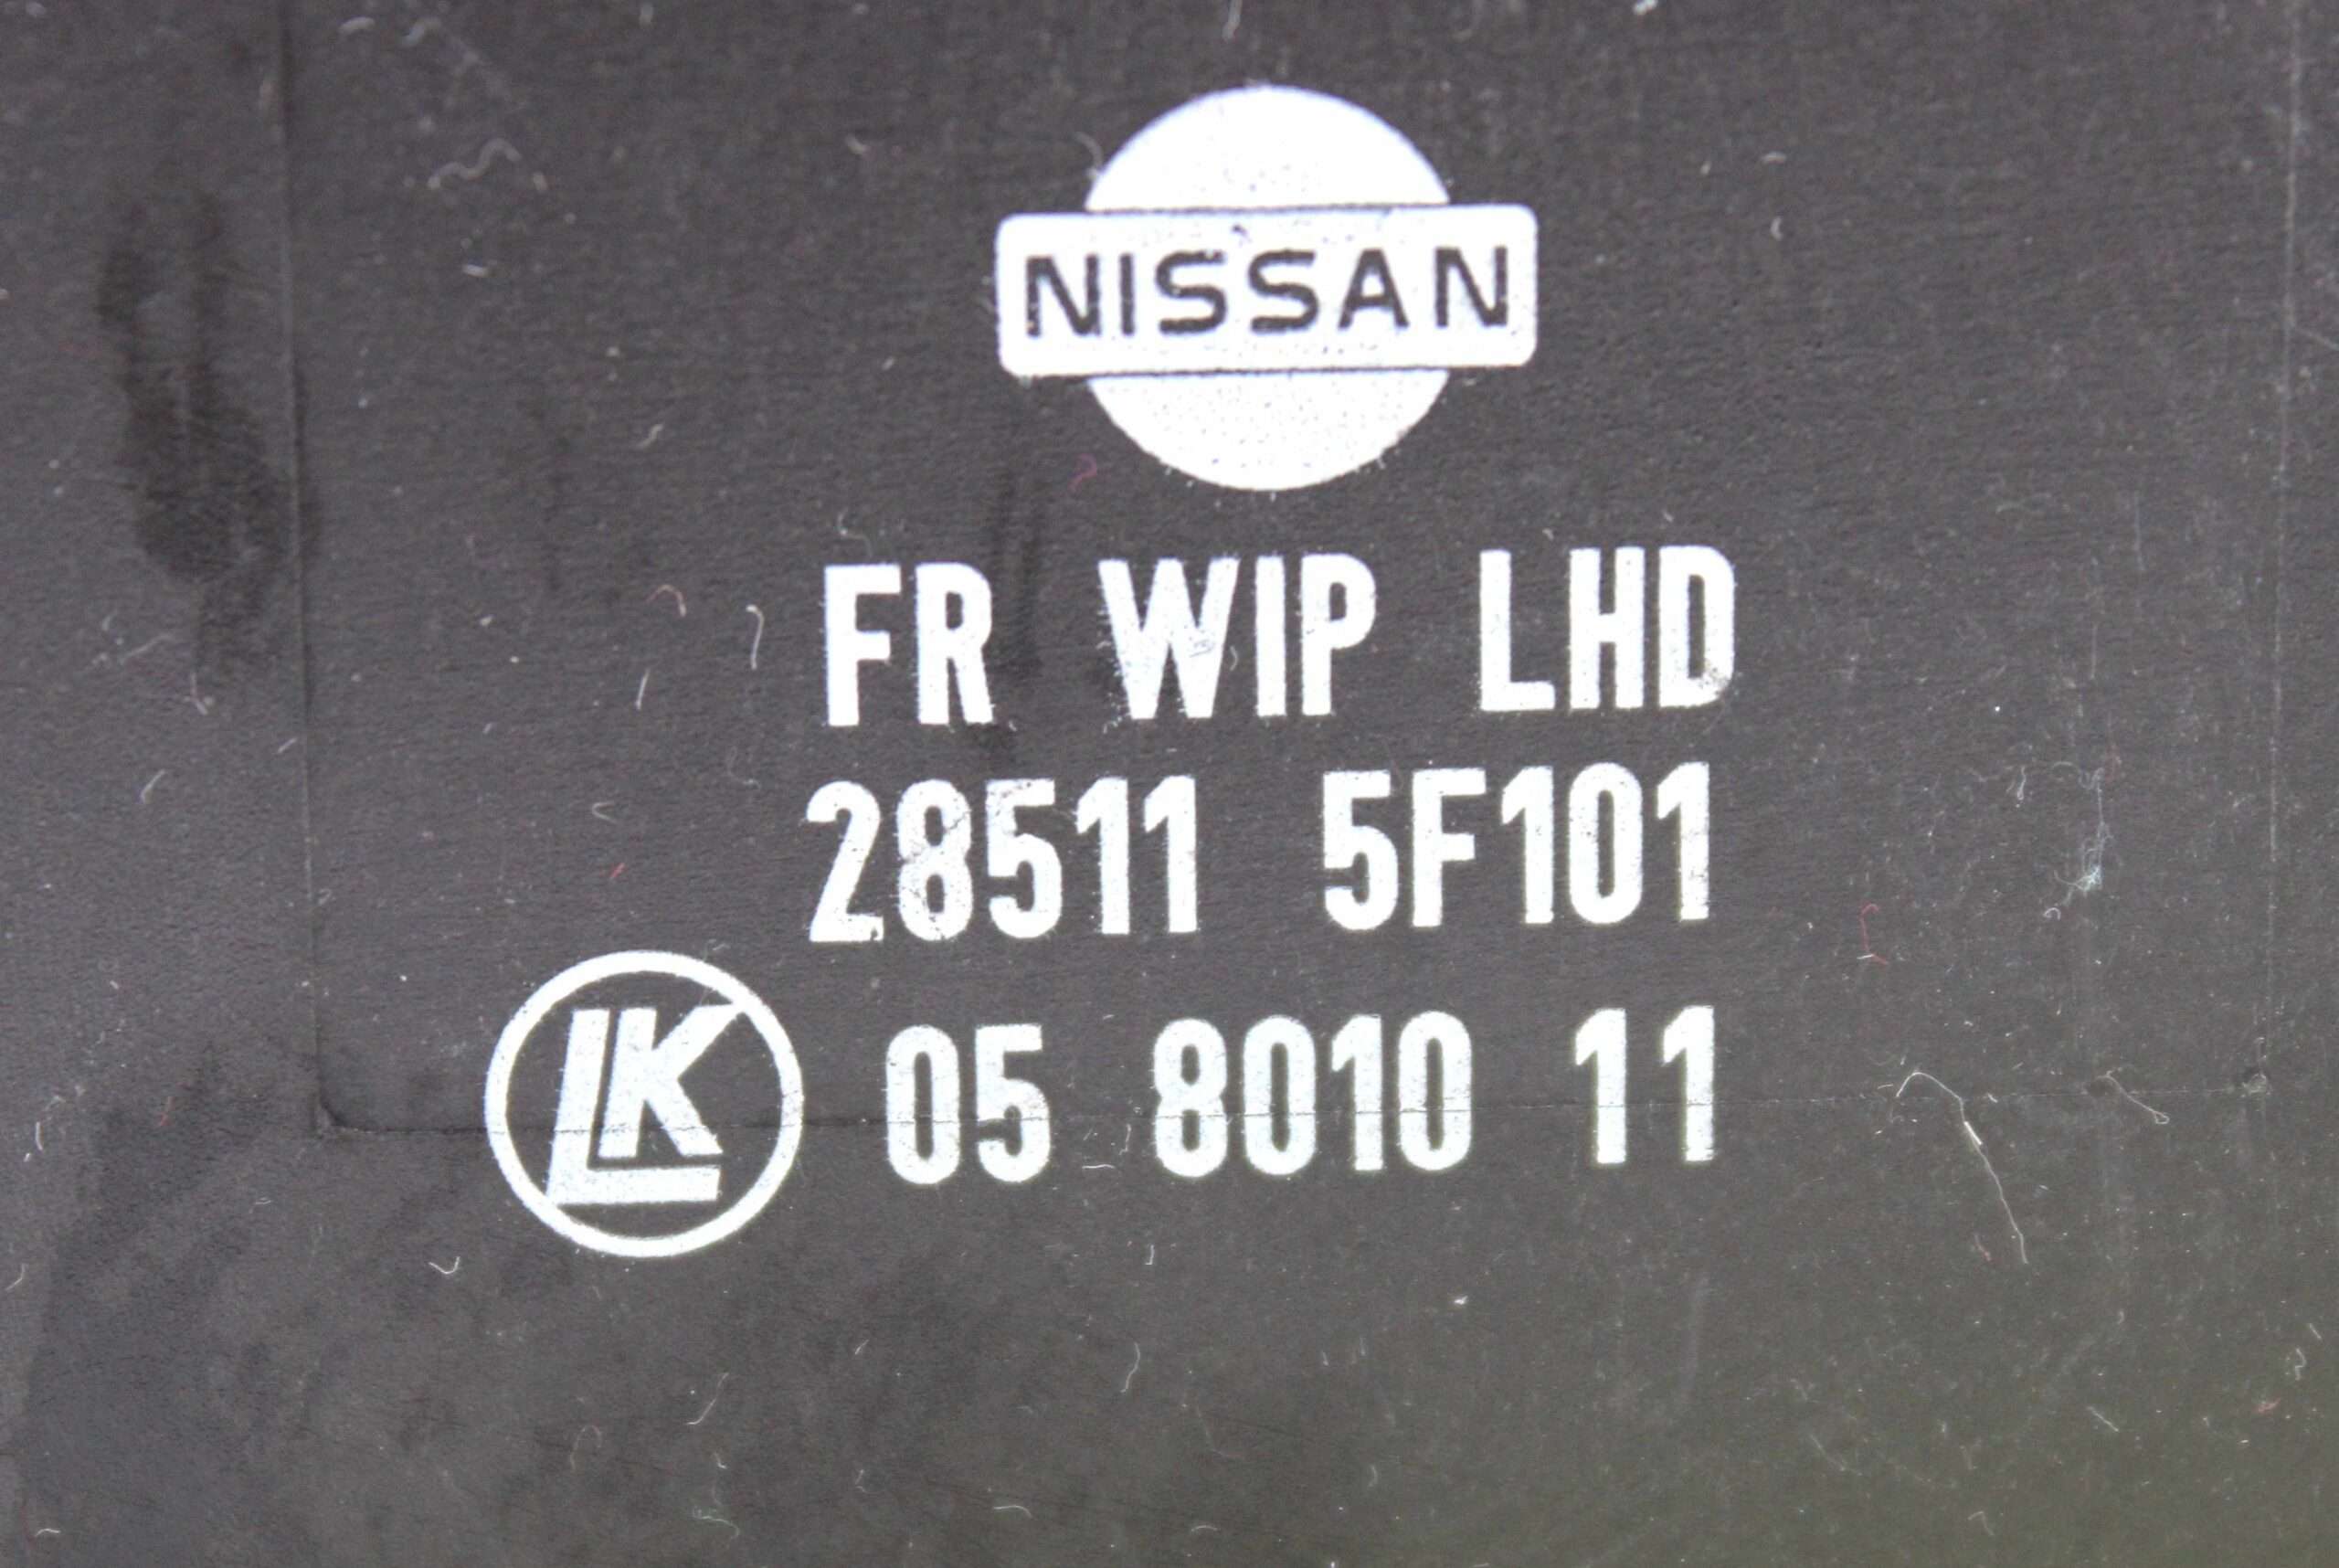 NISSAN
FR WIP LHD
28511 5F101
LK 05 8010 11